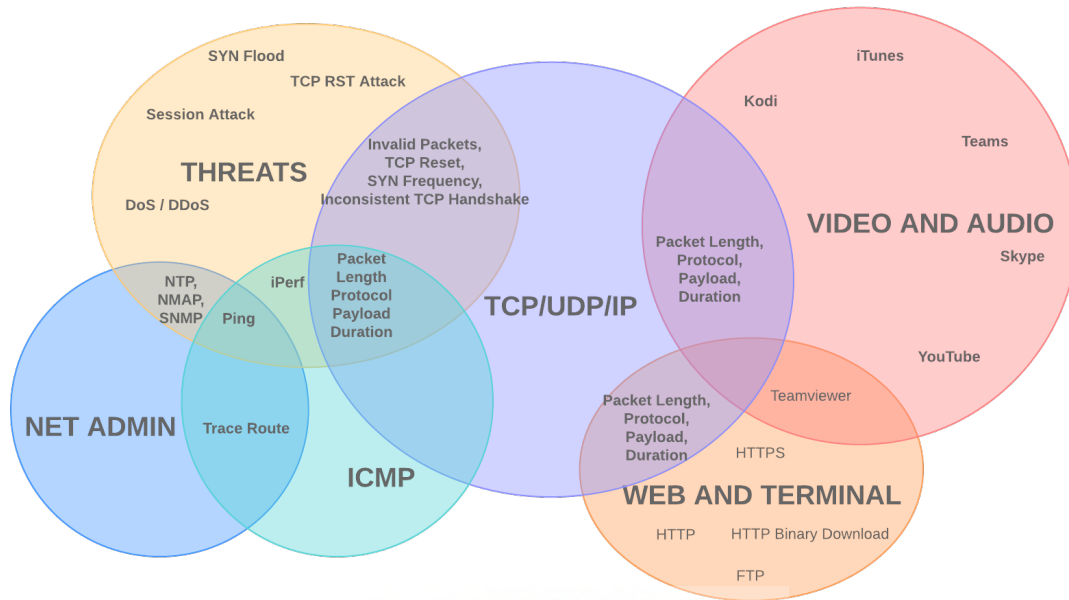 SYN Flood
TCP RST Attack
Session Attack
THREATS
DoS / DDoS
Invalid Packets,
TCP Reset,
SYN Frequency,
Inconsistent TCP Handshake
NTP,
NMAP,
SNMP
Ping
iPerf
Packet
Length
Protocol
Payload
Duration
NET ADMIN
Trace Route
ICMP
TCP/UDP/IP
iTunes
Kodi
Teams
VIDEO AND AUDIO
Skype
YouTube
Packet Length,
Protocol,
Payload,
Duration
Teamviewer
Packet Length,
Protocol,
Payload,
Duration
HTTPS
WEB AND TERMINAL
HTTP
HTTP Binary Download
FTP